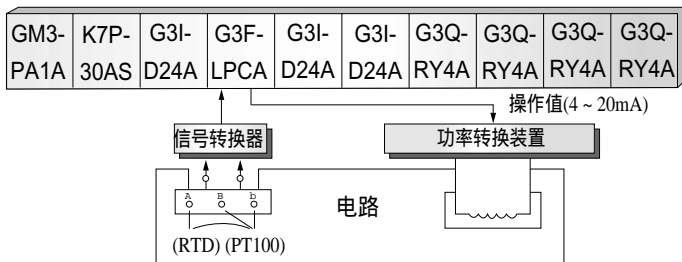 GM3- K7P- G3I- G3F- G3I- G3I- G3Q- G3Q- G3Q- G3Q-
PA1A 30AS D24A LPCA D24A D24A RY4A RY4A RY4A RY4A
操作值(4 ~ 20mA)
信号转换器 功率转换装置
A B b
电路
(RTD) (PT100)